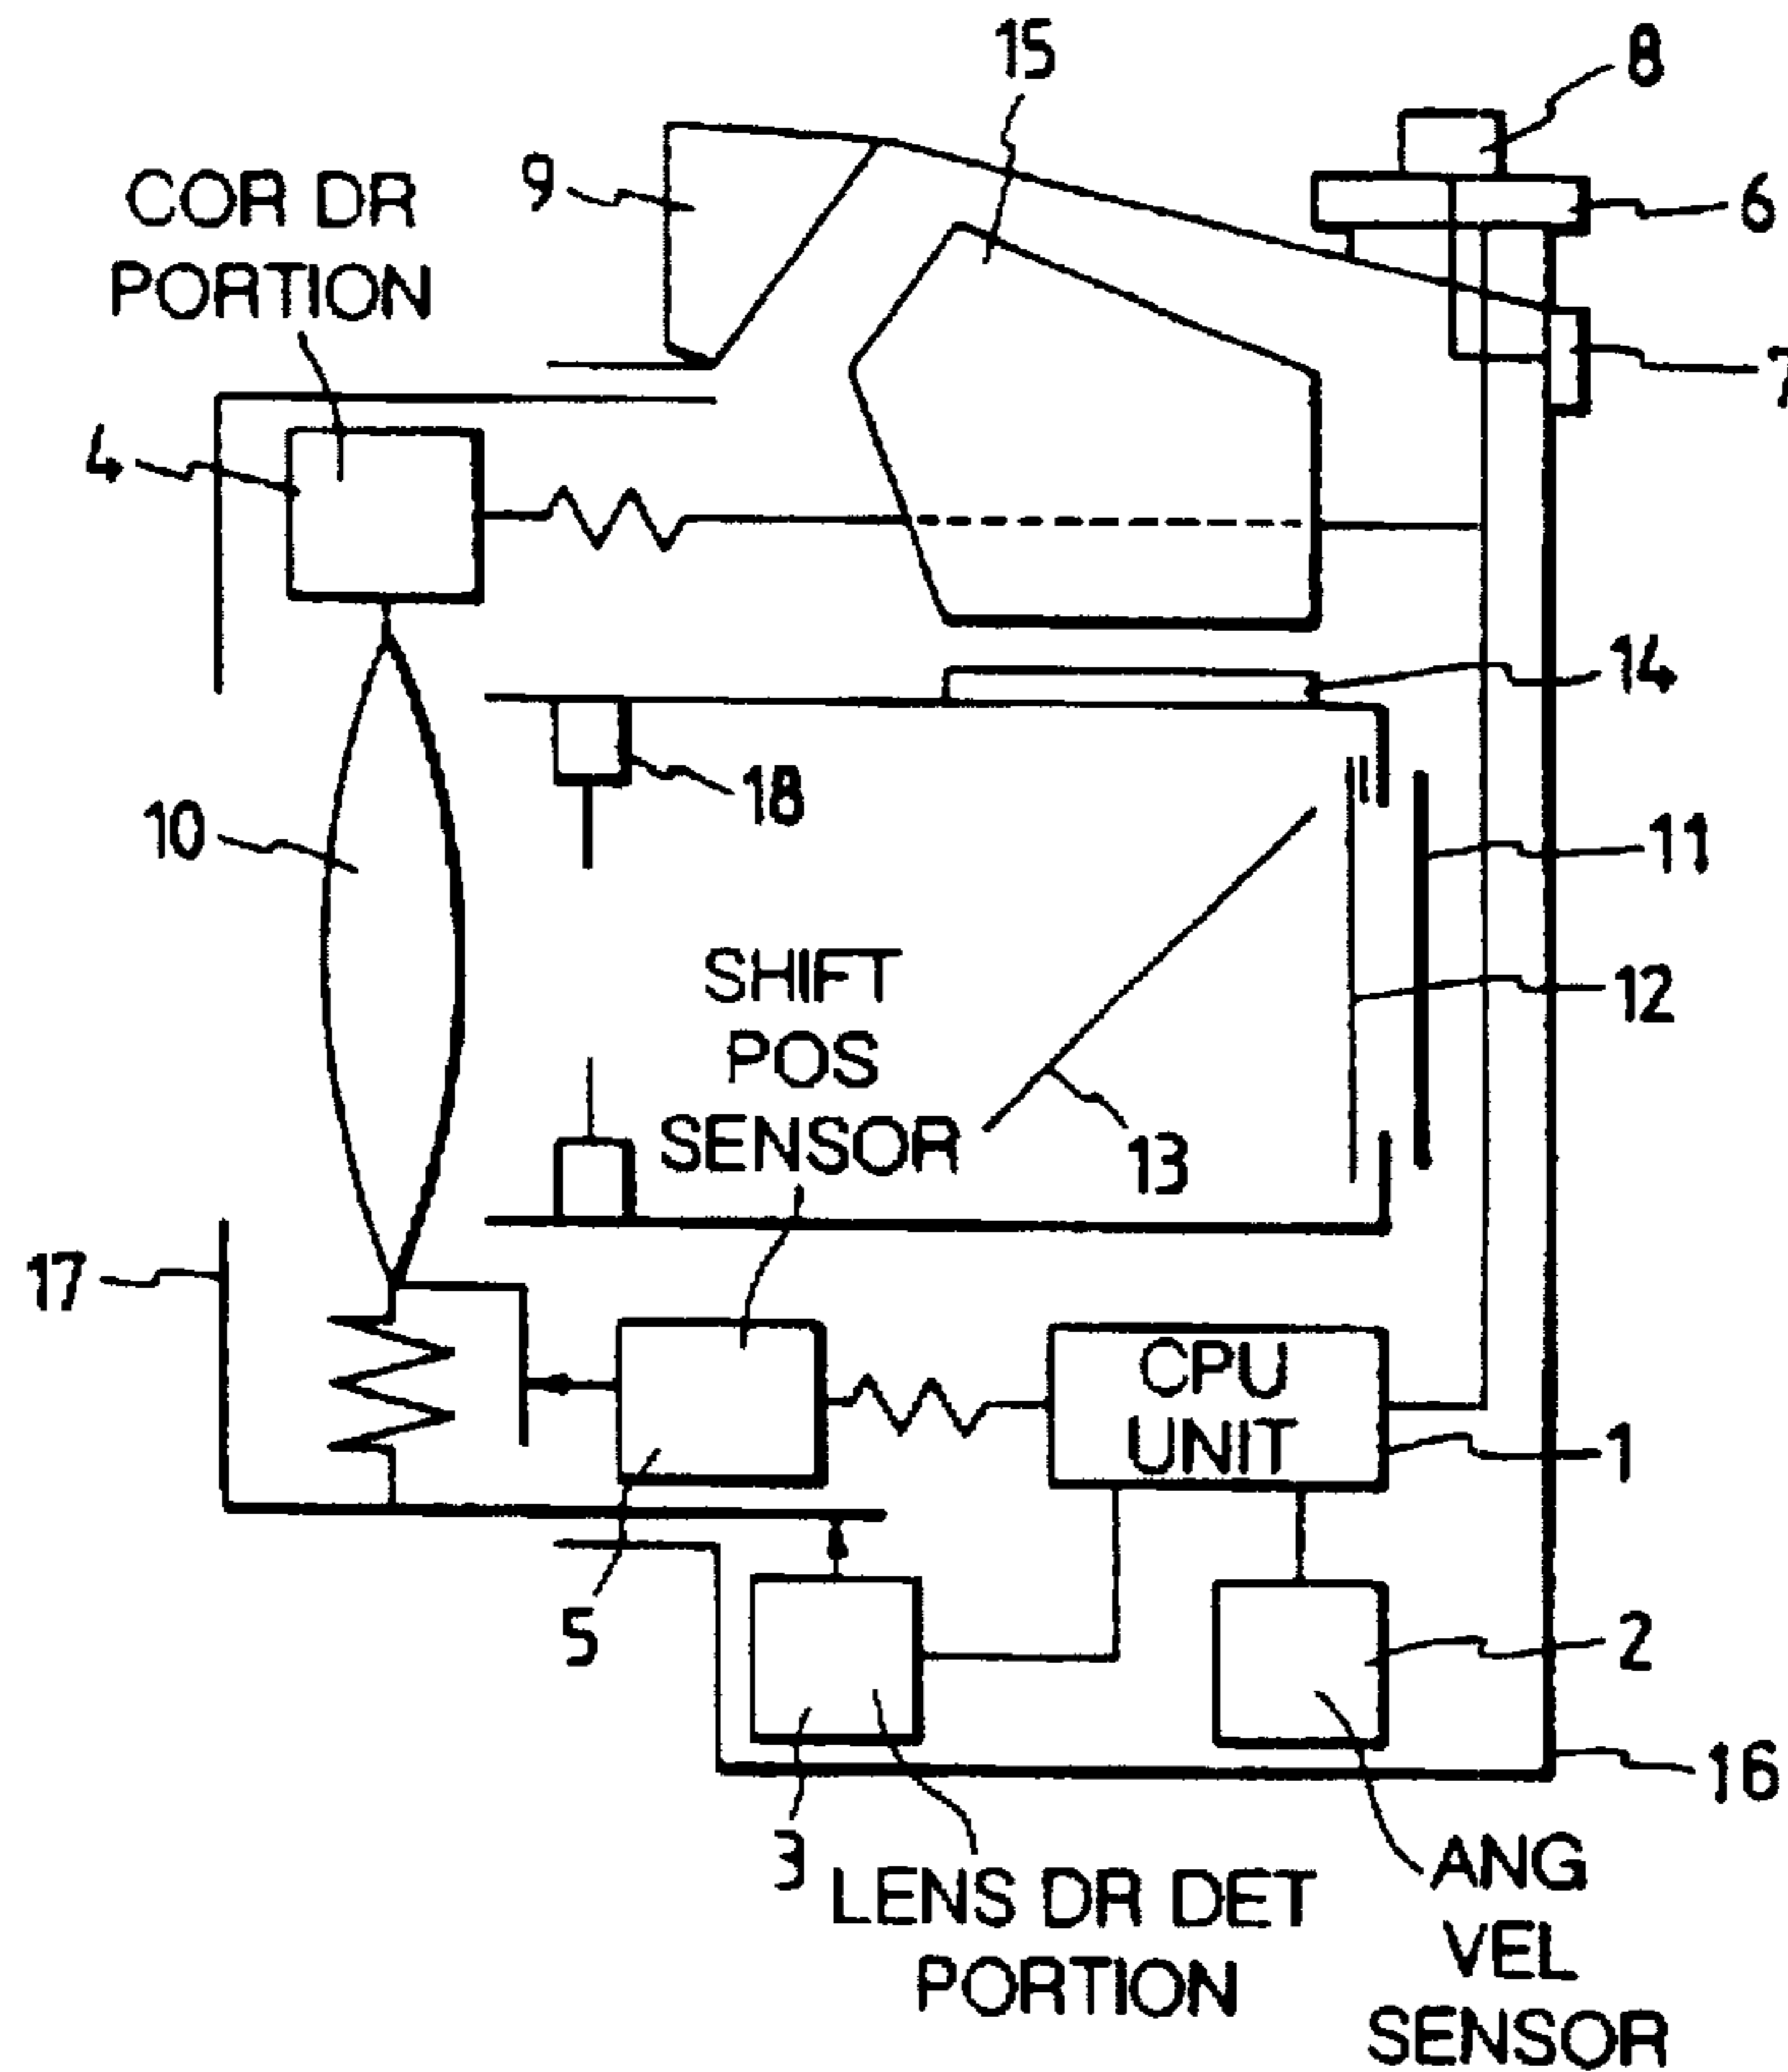 15
8
COR DR
PORTION
9
6
7
4
14
18
10
11
SHIFT
POS
SENSOR
12
13
17
CPU
UNIT
1
5
2
16
3
LENS DR DET
PORTION
ANG
VEL
SENSOR